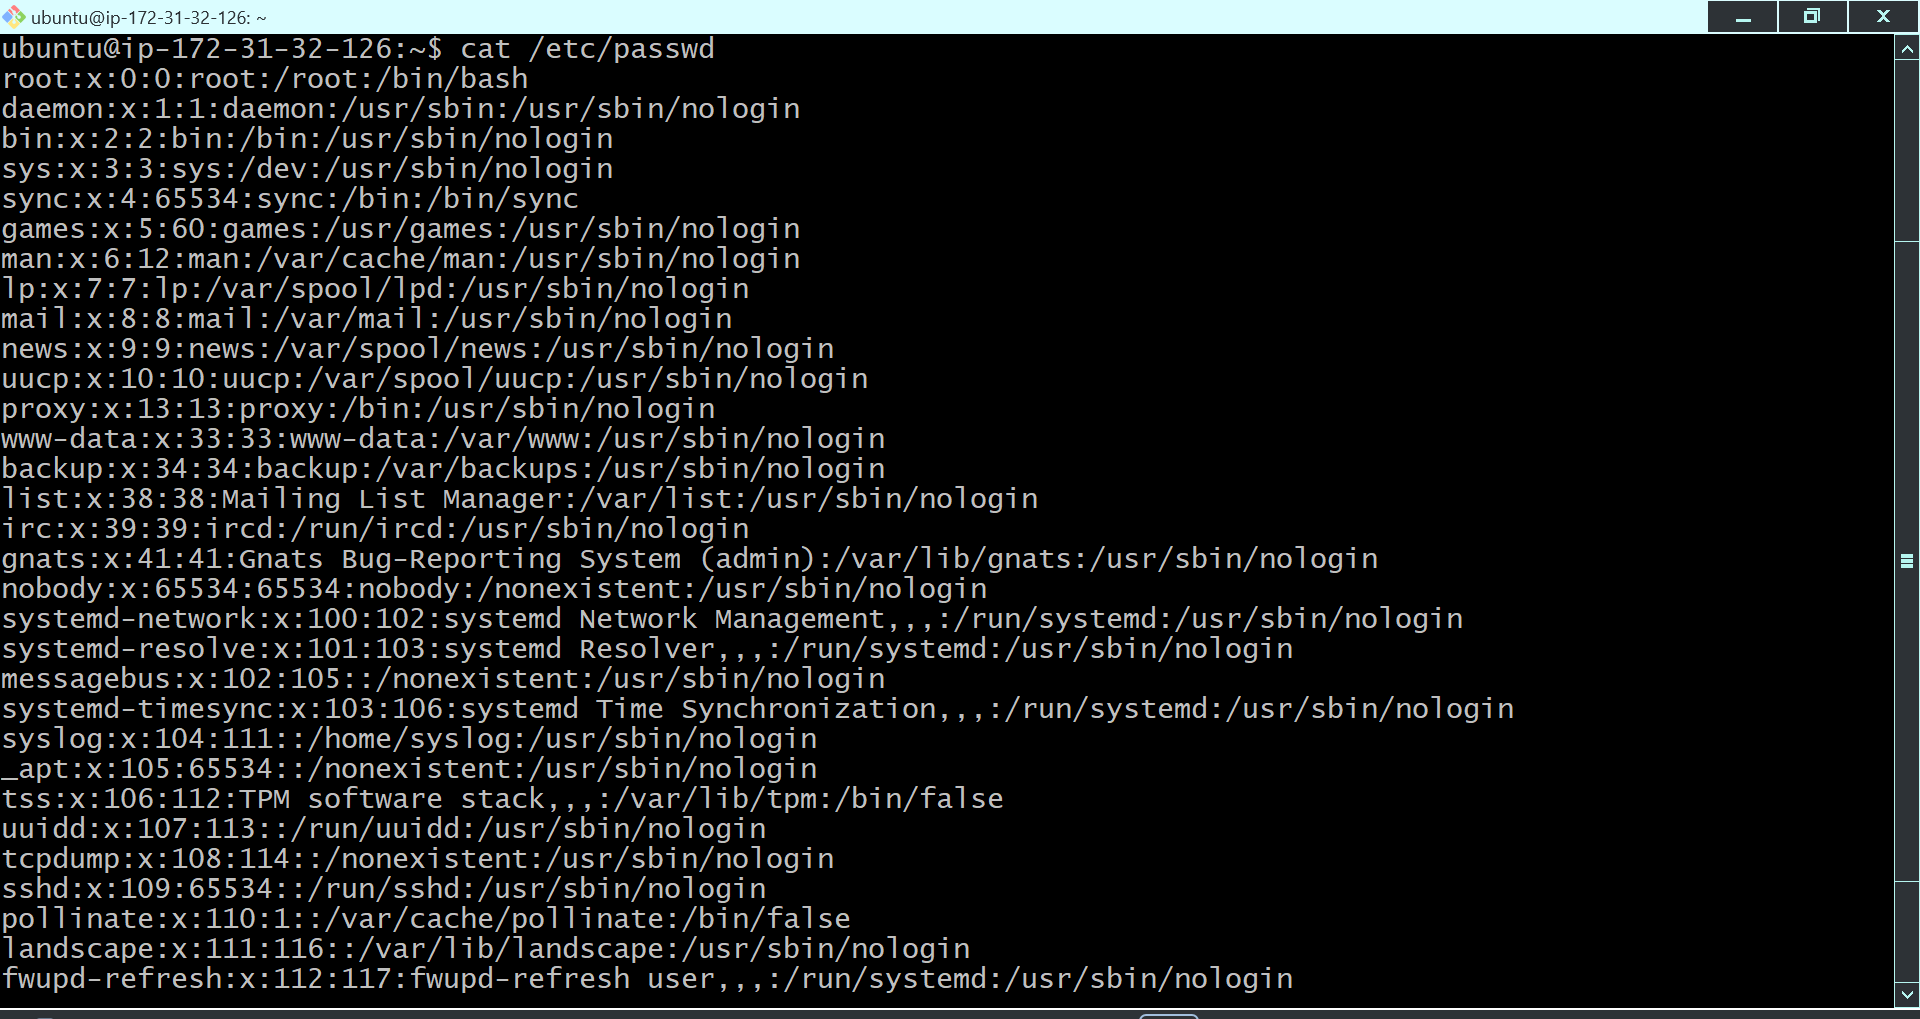 ubuntu@ip-172-31-32-126: ~
ubuntu@ip-172-31-32-126:~$ cat /etc/passwd
root:x:0:0:root:/root:/bin/bash
daemon:x:1:1:daemon:/usr/sbin:/usr/sbin/nologin
bin:x:2:2:bin:/bin:/usr/sbin/nologin
sys:x:3:3:sys:/dev:/usr/sbin/nologin
sync:x:4:65534:sync:/bin:/bin/sync
games:x:5:60:games:/usr/games:/usr/sbin/nologin
man:x:6:12:man:/var/cache/man:/usr/sbin/nologin
lp:x:7:7:lp:/var/spool/lpd:/usr/sbin/nologin
mail:x:8:8:mail:/var/mail:/usr/sbin/nologin
news:x:9:9:news:/var/spool/news:/usr/sbin/nologin
uucp:x:10:10:uucp:/var/spool/uucp:/usr/sbin/nologin
proxy:x:13:13:proxy:/bin:/usr/sbin/nologin
www-data:x:33:33:www-data:/var/www:/usr/sbin/nologin
backup:x:34:34:backup:/var/backups:/usr/sbin/nologin
list:x:38:38:Mailing List Manager:/var/list:/usr/sbin/nologin
irc:x:39:39:ircd:/run/ircd:/usr/sbin/nologin
gnats:x:41:41:Gnats Bug-Reporting System (admin):/var/lib/gnats:/usr/sbin/nologin
nobody:x:65534:65534:nobody:/nonexistent:/usr/sbin/nologin
systemd-network:x:100:102:systemd Network Management,,,:/run/systemd:/usr/sbin/nologin
systemd-resolve:x:101:103:systemd Resolver,,,:/run/systemd:/usr/sbin/nologin
messagebus:x:102:105::/nonexistent:/usr/sbin/nologin
systemd-timesync:x:103:106:systemd Time Synchronization,,,:/run/systemd:/usr/sbin/nologin
syslog:x:104:111::/home/syslog:/usr/sbin/nologin
_apt:x:105:65534::/nonexistent:/usr/sbin/nologin
tss:x:106:112:TPM software stack,,,:/var/lib/tpm:/bin/false
uuidd:x:107:113::/run/uuidd:/usr/sbin/nologin
tcpdump:x:108:114::/nonexistent:/usr/sbin/nologin
sshd:x:109:65534::/run/sshd:/usr/sbin/nologin
pollinate:x:110:1::/var/cache/pollinate:/bin/false
landscape:x:111:116::/var/lib/landscape:/usr/sbin/nologin
fwupd-refresh:x:112:117:fwupd-refresh user,,,:/run/systemd:/usr/sbin/nologin